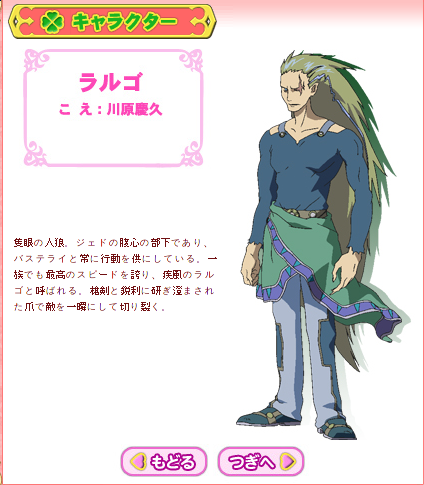 キャラクター
ラルゴ
こえ：川原慶久
隻眼の人狼。ジェドの腹心の部下であり、
バステライと常に行動を供にしている。一
族でも最高のスピードを誇り、疾風のラル
ゴと呼ばれる。槍剣と鋭利に研ぎ澄まされ
た爪で敵を一瞬にして切り裂く。
もどる
つぎへ